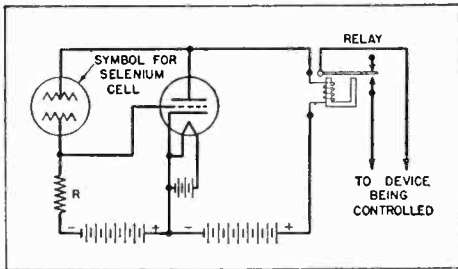 RELAY
SYMBOL FOR
SELENIUM
CELL
R
- + - +
TO DEVICE
BEING
CONTROLLED